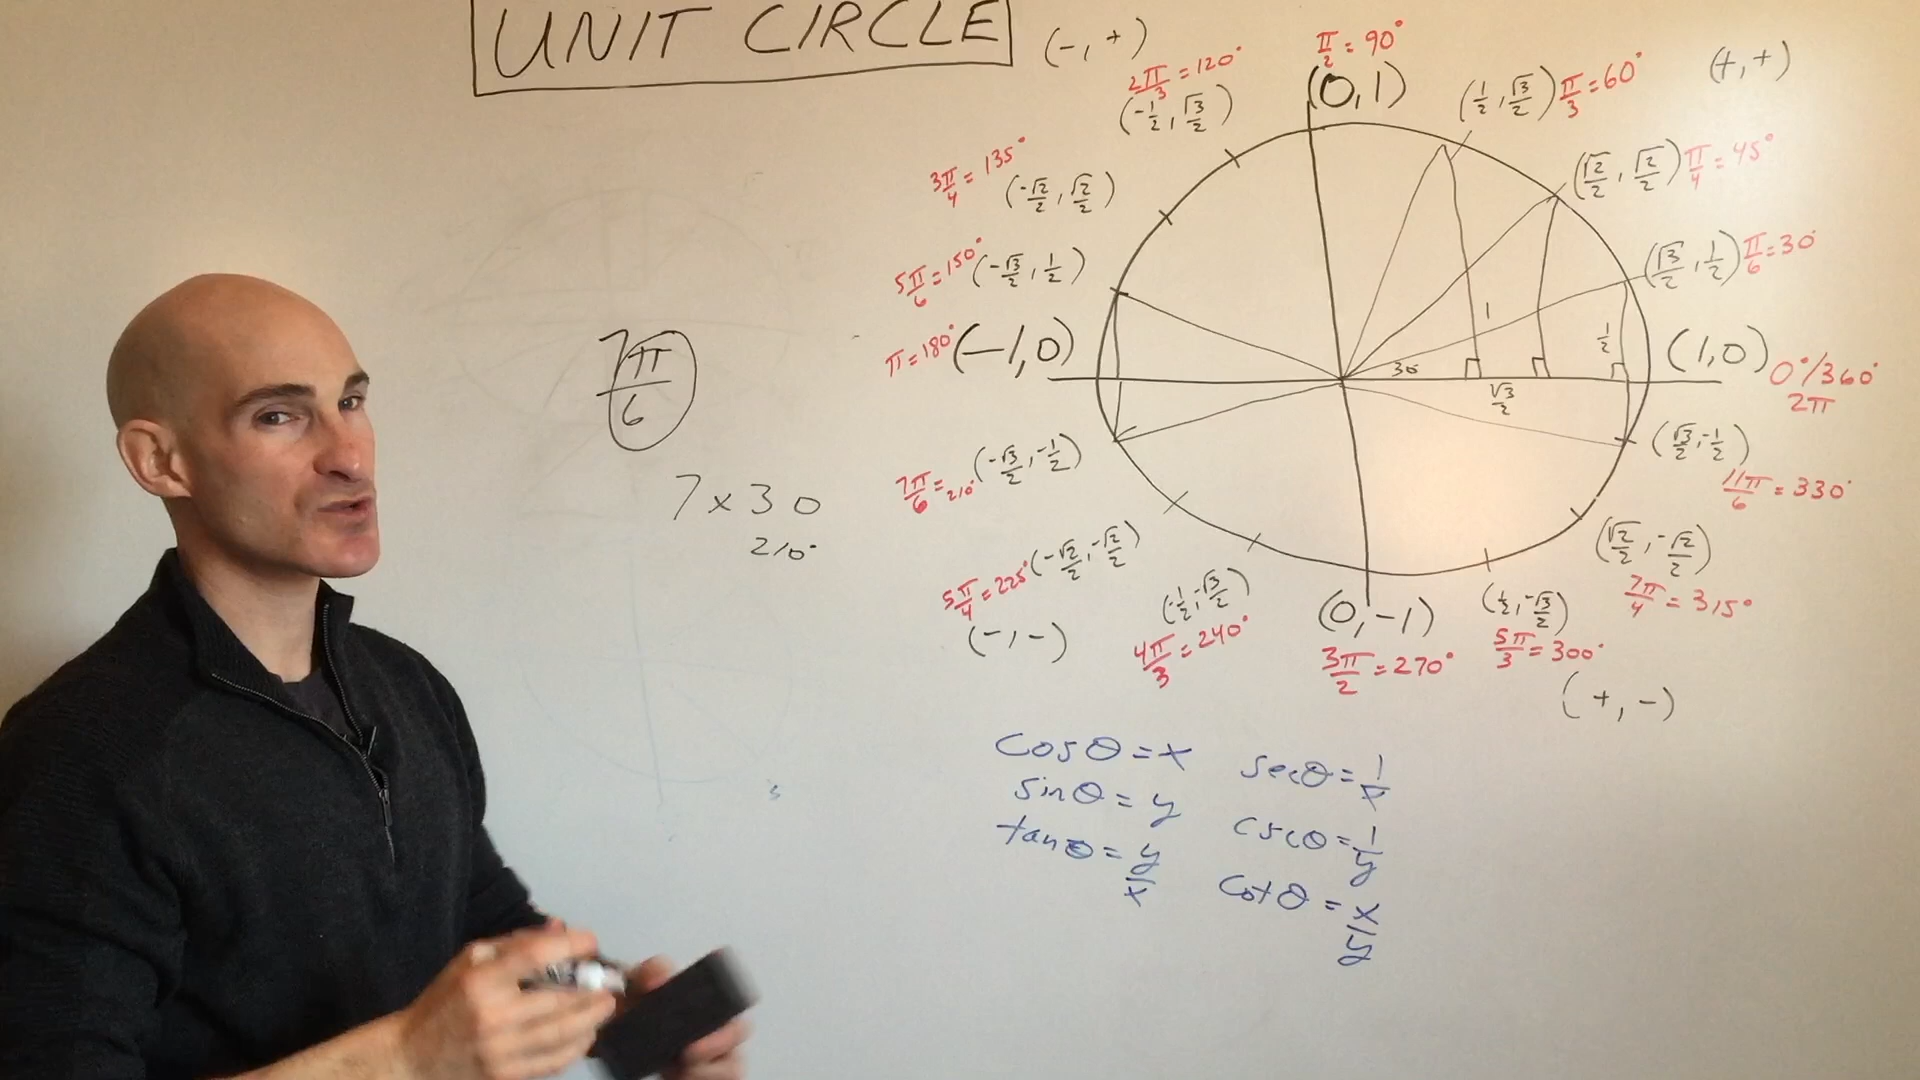 UNIT CIRCLE
(-, +)
2π/3 = 120°
(-1/2, √3/2)
π/2 = 90°
(0,1)
(1/2, √3/2) π/3 = 60°
(+, +)
3π/4 = 135°
(-√2/2, √2/2)
(√2/2, √2/2) π/4 = 45°
5π/6 = 150° (-√3/2, 1/2)
(√3/2, 1/2) π/6 = 30°
π = 180° (-1,0)
1
1/2
30
√3/2
(1,0) 0°/360°
2π
7π/6
7 x 30
210°
7π/6 = 210° (-√3/2, -1/2)
(√3/2, -1/2)
11π/6 = 330°
5π/4 = 225° (-√2/2, -√2/2)
(-, -)
(√2/2, -√2/2)
7π/4 = 315°
(-1/2, -√3/2)
4π/3 = 240°
(0,-1)
3π/2 = 270°
(1/2, -√3/2)
5π/3 = 300°
(+, -)
cosθ = x
secθ = 1/x
sinθ = y
cscθ = 1/y
tanθ = y/x
cotθ = x/y